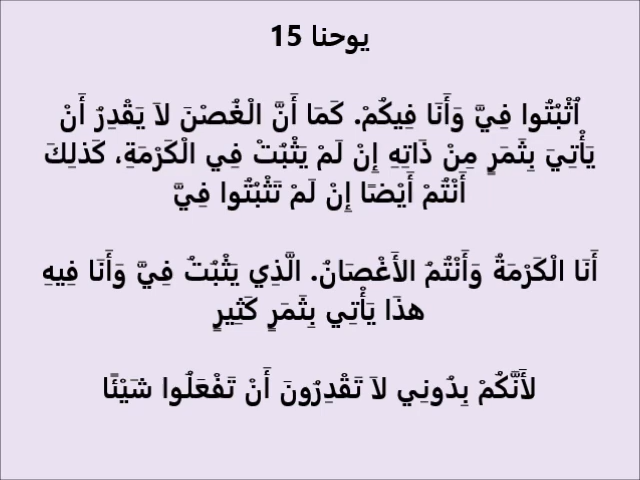 يوحنا 15
اُثْبُتُوا فِيَّ وَأَنَا فِيكُمْ. كَمَا أَنَّ الْغُصْنَ لاَ يَقْدِرُ أَنْ
يَأْتِيَ بِثَمَرٍ مِنْ ذَاتِهِ إِنْ لَمْ يَثْبُتْ فِي الْكَرْمَةِ، كَذلِكَ
أَنْتُمْ أَيْضًا إِنْ لَمْ تَثْبُتُوا فِيَّ
أَنَا الْكَرْمَةُ وَأَنْتُمُ الأَغْصَانُ. الَّذِي يَثْبُتُ فِيَّ وَأَنَا فِيهِ
هذَا يَأْتِي بِثَمَرٍ كَثِيرٍ
لأَنَّكُمْ بِدُونِي لاَ تَقْدِرُونَ أَنْ تَفْعَلُوا شَيْئًا